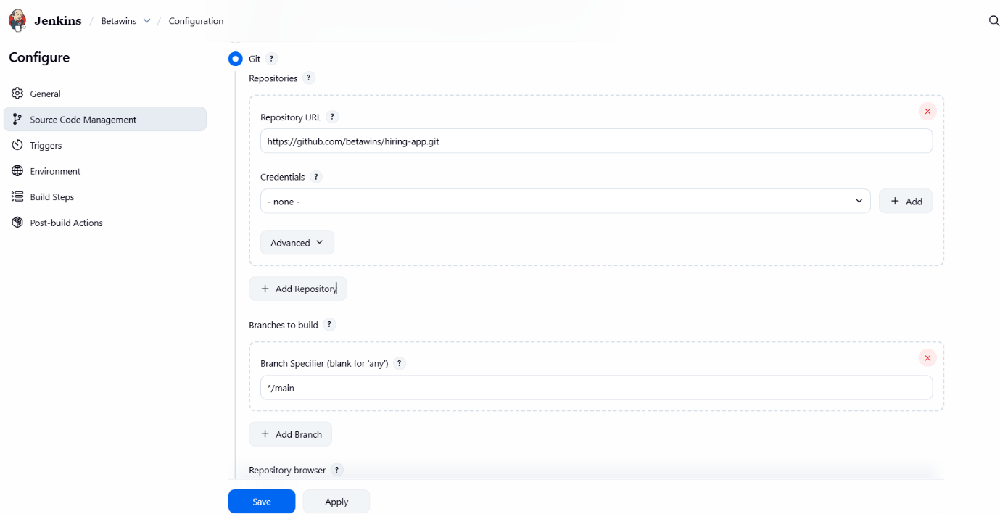 Jenkins / Betawins / Configuration
Configure
General
Source Code Management
Triggers
Environment
Build Steps
Post-build Actions
Git ?
Repositories ?
Repository URL ?
https://github.com/betawins/hiring-app.git
Credentials ?
- none -
+ Add
Advanced
+ Add Repository
Branches to build ?
Branch Specifier (blank for 'any') ?
*/main
+ Add Branch
Repository browser ?
Save
Apply